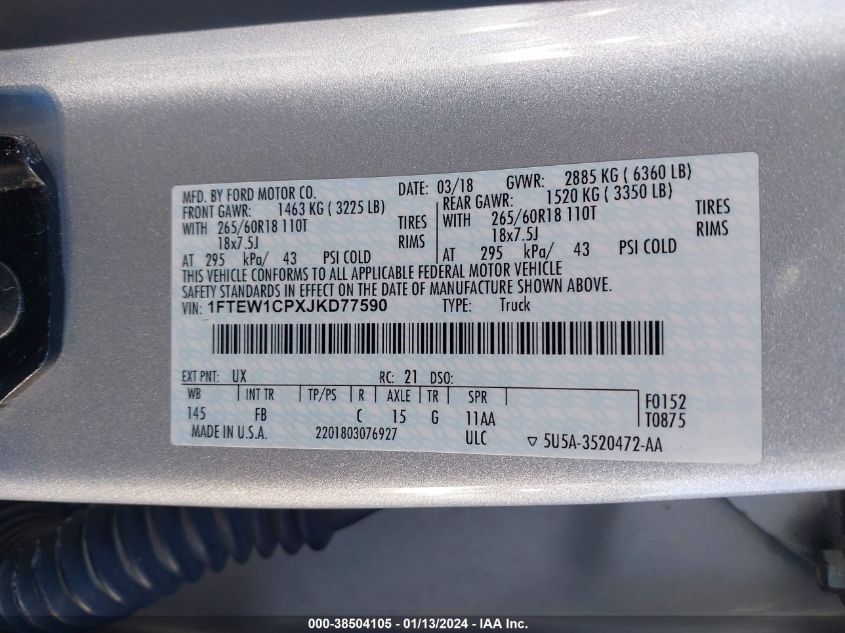 MFD. BY FORD MOTOR CO. DATE: 03/18 GVWR: 2885 KG ( 6360 LB)
FRONT GAWR: 1463 KG ( 3225 LB) REAR GAWR: 1520 KG ( 3350 LB)
WITH 265/60R18 110T TIRES WITH 265/60R18 110T TIRES
18x7.5J RIMS 18x7.5J RIMS
AT 295 kPa/ 43 PSI COLD AT 295 kPa/ 43 PSI COLD
THIS VEHICLE CONFORMS TO ALL APPLICABLE FEDERAL MOTOR VEHICLE
SAFETY STANDARDS IN EFFECT ON THE DATE OF MANUFACTURE SHOWN ABOVE.
VIN: 1FTEW1CPXJKD77590 TYPE: Truck
EXT PNT: UX RC: 21 DSO:
WB INT TR TP/PS R AXLE TR SPR F0152
145 FB C 15 G 11AA T0875
MADE IN U.S.A. 2201803076927 ULC ▽ 5U5A-3520472-AA
000-38504105 - 01/13/2024 - IAA Inc.